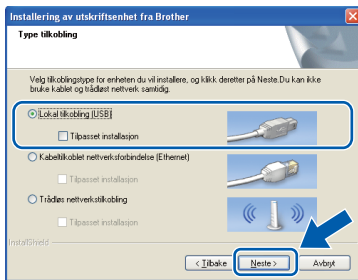 Installering av utskriftsenhet fra Brother
Type tilkobling
Velg tilkoblingstype for enheten du vil installere, og klikk deretter på Neste.Du kan ikke
bruke kablet og trådløst nettverk samtidig.
Lokal tilkobling (USB)
Tilpasset installasjon
Kabeltilkoblet nettverksforbindelse (Ethernet)
Tilpasset installasjon
Trådløs nettverkstilkobling
Tilpasset installasjon
InstallShield
< Tilbake
Neste >
Avbryt